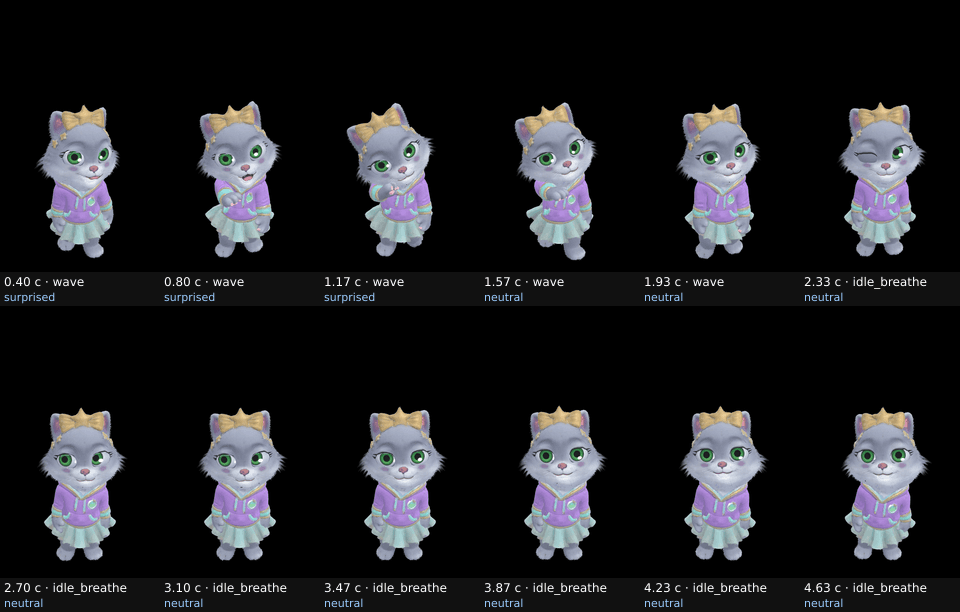 0.40 с · wave
surprised
0.80 с · wave
surprised
1.17 с · wave
surprised
1.57 с · wave
neutral
1.93 с · wave
neutral
2.33 с · idle_breathe
neutral
2.70 с · idle_breathe
neutral
3.10 с · idle_breathe
neutral
3.47 с · idle_breathe
neutral
3.87 с · idle_breathe
neutral
4.23 с · idle_breathe
neutral
4.63 с · idle_breathe
neutral